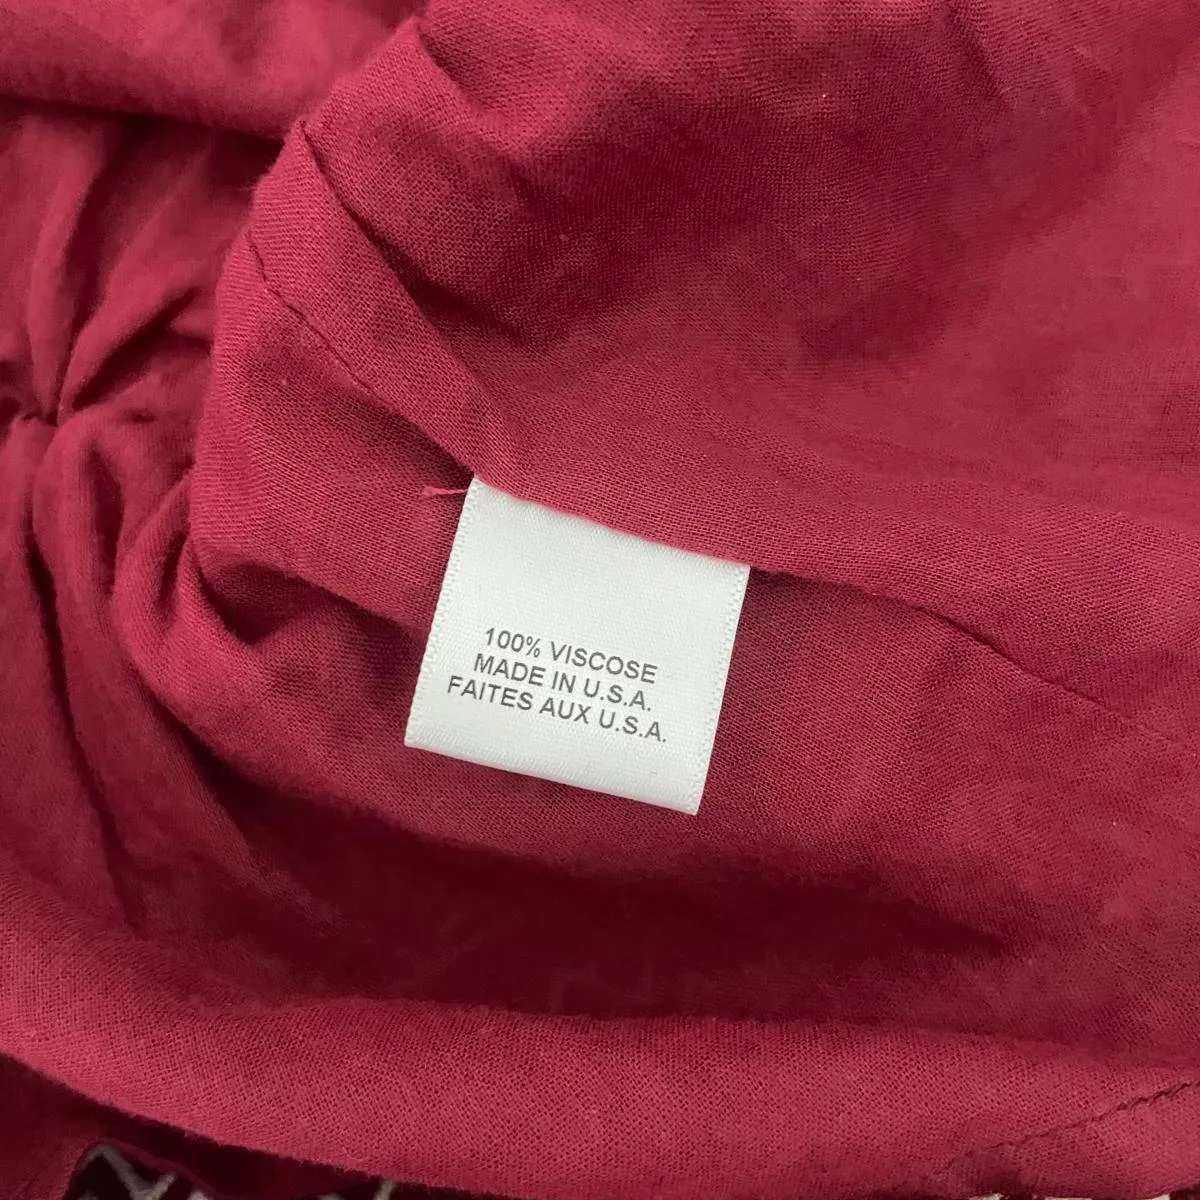 100% VISCOSE
MADE IN U.S.A.
FAITES AUX U.S.A.